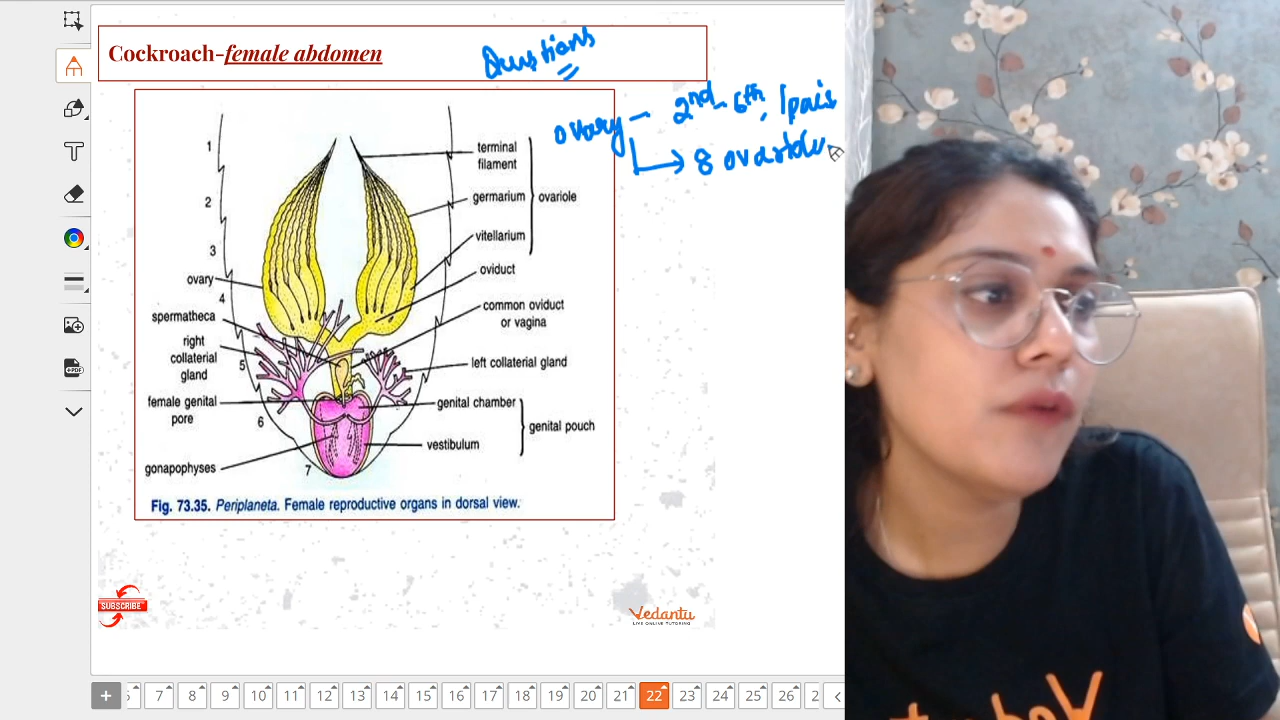 Cockroach-female abdomen
Questions
ovary - 2nd - 6th, 1 pair
→ 8 ovariole
1
2
3
4
5
6
7
terminal
filament
germarium
ovariole
vitellarium
oviduct
common oviduct
or vagina
left collateral gland
genital chamber
genital pouch
vestibulum
ovary
spermatheca
right
collateral
gland
female genital
pore
gonapophyses
Fig. 73.35. Periplaneta. Female reproductive organs in dorsal view.
SUBSCRIBE
Vedantu
LIVE ONLINE TUTORING
T
+PDF
+ 7 8 9 10 11 12 13 14 15 16 17 18 19 20 21 22 23 24 25 26 2 <